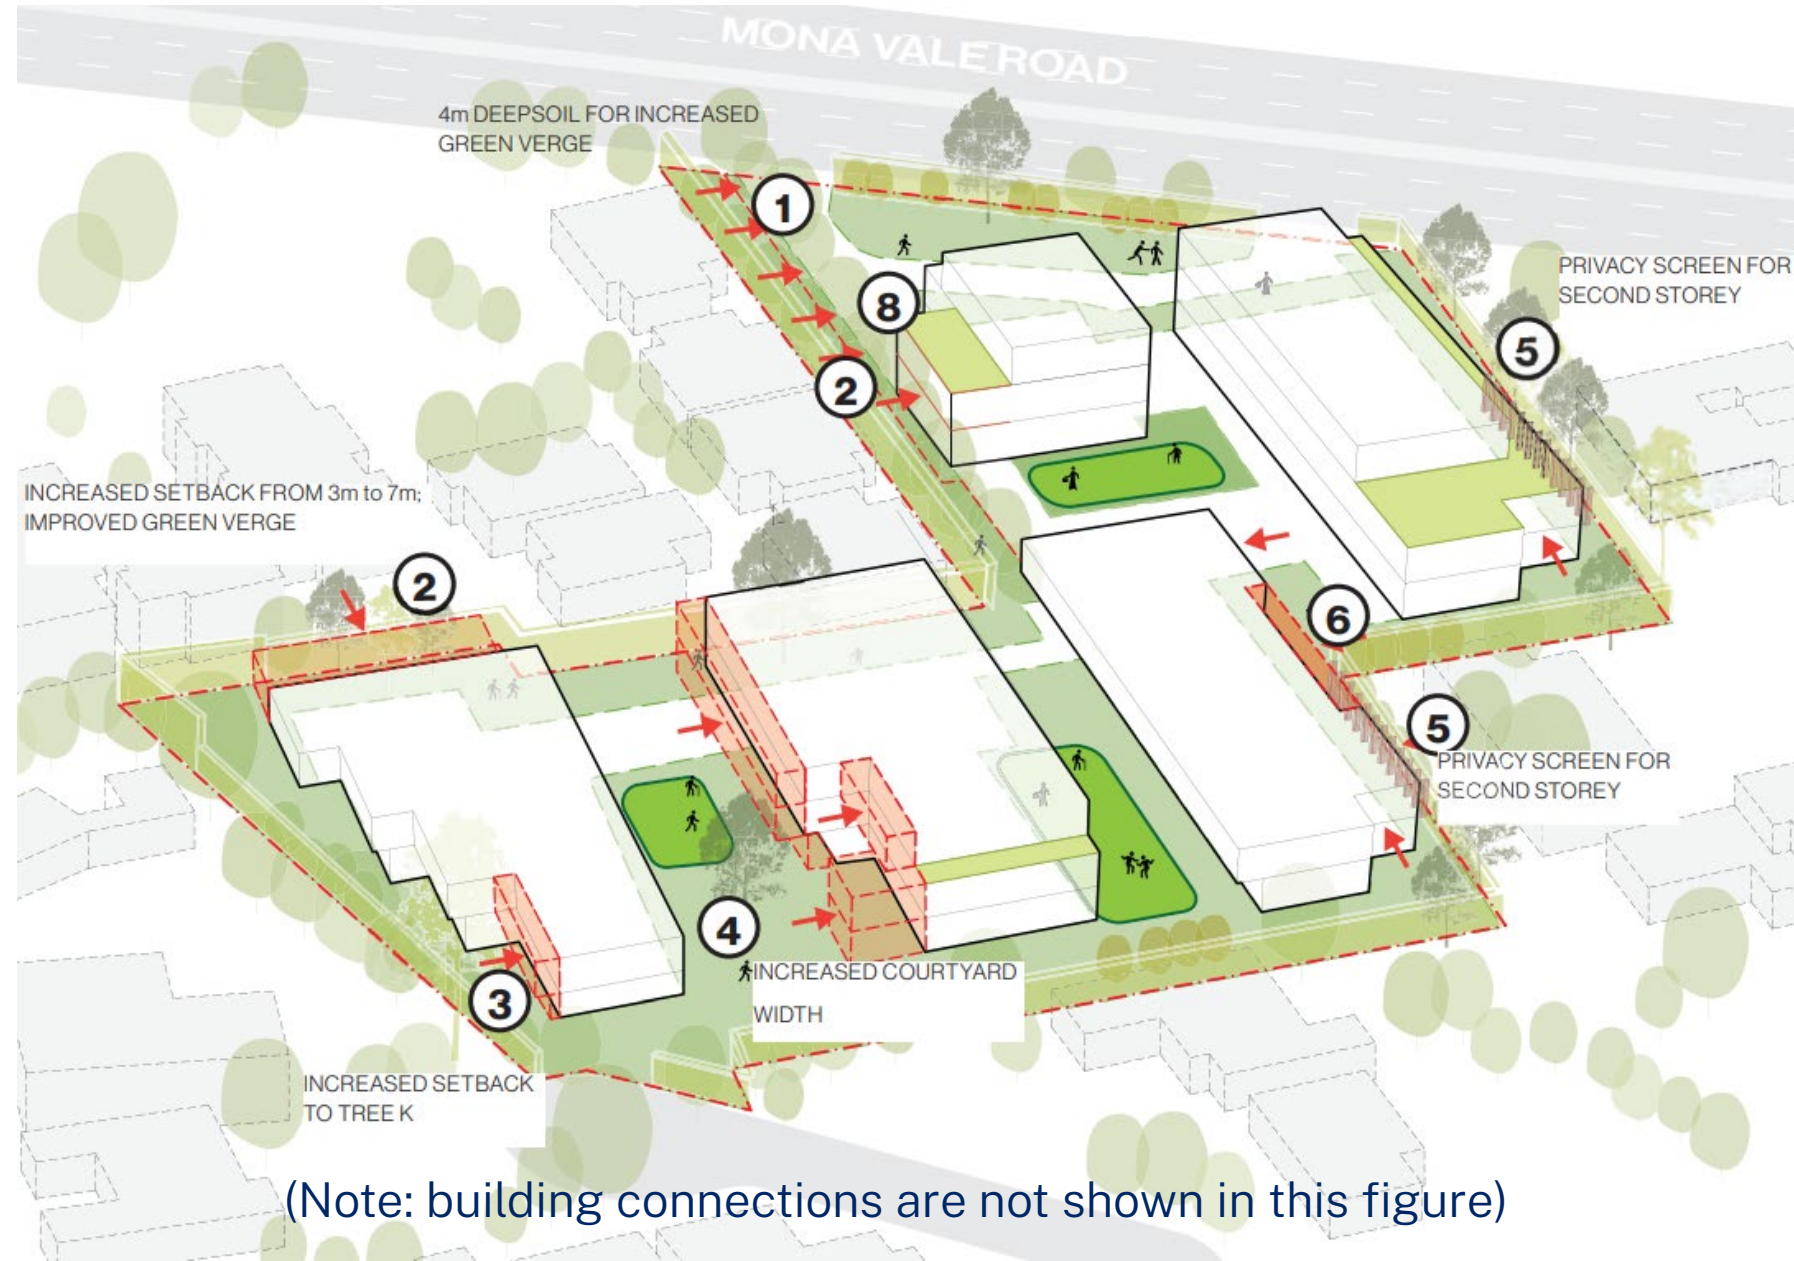 MONA VALE ROAD
4m DEEPSOIL FOR INCREASED
GREEN VERGE
1
PRIVACY SCREEN FOR
SECOND STOREY
8
5
2
INCREASED SETBACK FROM 3m to 7m;
IMPROVED GREEN VERGE
2
6
5
PRIVACY SCREEN FOR
SECOND STOREY
4
INCREASED COURTYARD
WIDTH
3
INCREASED SETBACK
TO TREE K
(Note: building connections are not shown in this figure)